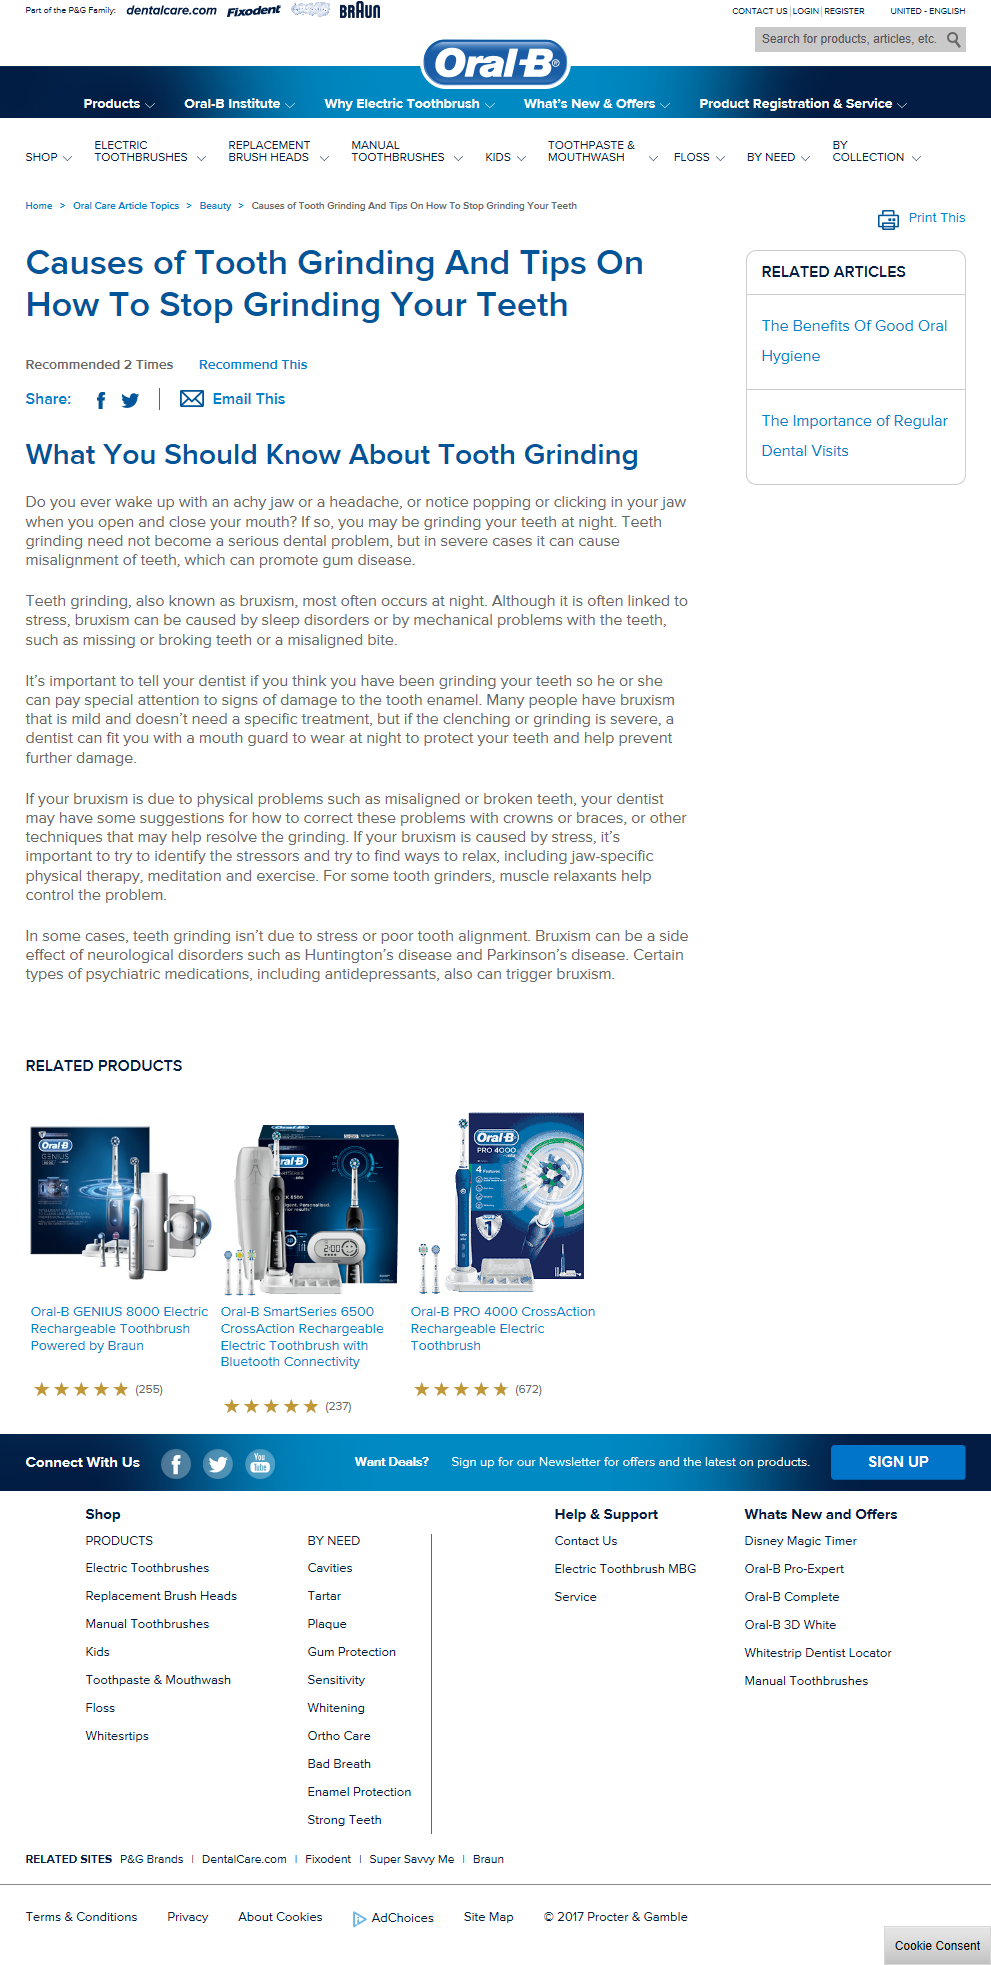 Part of the P&G Family: dentalcare.com Fixodent BRAUN
CONTACT US | LOGIN | REGISTER UNITED - ENGLISH
Search for products, articles, etc.
Oral-B®
Products Oral-B Institute Why Electric Toothbrush What's New & Offers Product Registration & Service
SHOP ELECTRIC TOOTHBRUSHES REPLACEMENT BRUSH HEADS MANUAL TOOTHBRUSHES KIDS TOOTHPASTE & MOUTHWASH FLOSS BY NEED BY COLLECTION
Home > Oral Care Article Topics > Beauty > Causes of Tooth Grinding And Tips On How To Stop Grinding Your Teeth
Print This
Causes of Tooth Grinding And Tips On
How To Stop Grinding Your Teeth
Recommended 2 Times Recommend This
Share: Email This
RELATED ARTICLES
The Benefits Of Good Oral
Hygiene
The Importance of Regular
Dental Visits
What You Should Know About Tooth Grinding
Do you ever wake up with an achy jaw or a headache, or notice popping or clicking in your jaw
when you open and close your mouth? If so, you may be grinding your teeth at night. Teeth
grinding need not become a serious dental problem, but in severe cases it can cause
misalignment of teeth, which can promote gum disease.
Teeth grinding, also known as bruxism, most often occurs at night. Although it is often linked to
stress, bruxism can be caused by sleep disorders or by mechanical problems with the teeth,
such as missing or broking teeth or a misaligned bite.
It's important to tell your dentist if you think you have been grinding your teeth so he or she
can pay special attention to signs of damage to the tooth enamel. Many people have bruxism
that is mild and doesn't need a specific treatment, but if the clenching or grinding is severe, a
dentist can fit you with a mouth guard to wear at night to protect your teeth and help prevent
further damage.
If your bruxism is due to physical problems such as misaligned or broken teeth, your dentist
may have some suggestions for how to correct these problems with crowns or braces, or other
techniques that may help resolve the grinding. If your bruxism is caused by stress, it's
important to try to identify the stressors and try to find ways to relax, including jaw-specific
physical therapy, meditation and exercise. For some tooth grinders, muscle relaxants help
control the problem.
In some cases, teeth grinding isn't due to stress or poor tooth alignment. Bruxism can be a side
effect of neurological disorders such as Huntington's disease and Parkinson's disease. Certain
types of psychiatric medications, including antidepressants, also can trigger bruxism.
RELATED PRODUCTS
Oral-B
GENIUS
ral-B
6500
2:00
Oral-B
PRO 4000
1
Oral-B GENIUS 8000 Electric
Rechargeable Toothbrush
Powered by Braun
(255)
Oral-B SmartSeries 6500
CrossAction Rechargeable
Electric Toothbrush with
Bluetooth Connectivity
(237)
Oral-B PRO 4000 CrossAction
Rechargeable Electric
Toothbrush
(672)
Connect With Us You Tube Want Deals? Sign up for our Newsletter for offers and the latest on products. SIGN UP
Shop
PRODUCTS
Electric Toothbrushes
Replacement Brush Heads
Manual Toothbrushes
Kids
Toothpaste & Mouthwash
Floss
Whitesrtips
BY NEED
Cavities
Tartar
Plaque
Gum Protection
Sensitivity
Whitening
Ortho Care
Bad Breath
Enamel Protection
Strong Teeth
Help & Support
Contact Us
Electric Toothbrush MBG
Service
Whats New and Offers
Disney Magic Timer
Oral-B Pro-Expert
Oral-B Complete
Oral-B 3D White
Whitestrip Dentist Locator
Manual Toothbrushes
RELATED SITES P&G Brands | DentalCare.com | Fixodent | Super Savvy Me | Braun
Terms & Conditions Privacy About Cookies AdChoices Site Map © 2017 Procter & Gamble
Cookie Consent